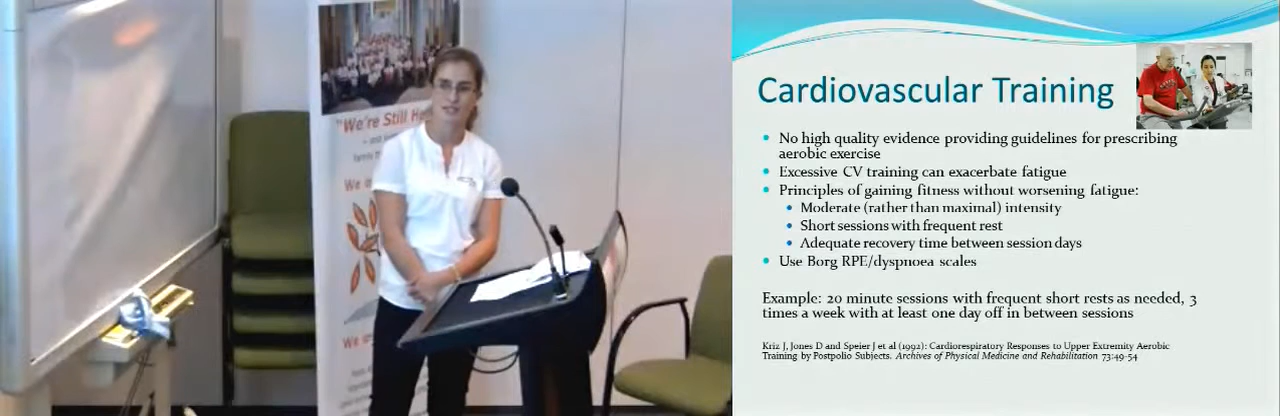 "We're Still He
We
We
Cardiovascular Training
No high quality evidence providing guidelines for prescribing
aerobic exercise
Excessive CV training can exacerbate fatigue
Principles of gaining fitness without worsening fatigue:
Moderate (rather than maximal) intensity
Short sessions with frequent rest
Adequate recovery time between session days
Use Borg RPE/dyspnoea scales
Example: 20 minute sessions with frequent short rests as needed, 3
times a week with at least one day off in between sessions
Kriz J, Jones D and Speier J et al (1992): Cardiorespiratory Responses to Upper Extremity Aerobic
Training by Postpolio Subjects. Archives of Physical Medicine and Rehabilitation 73:49-54